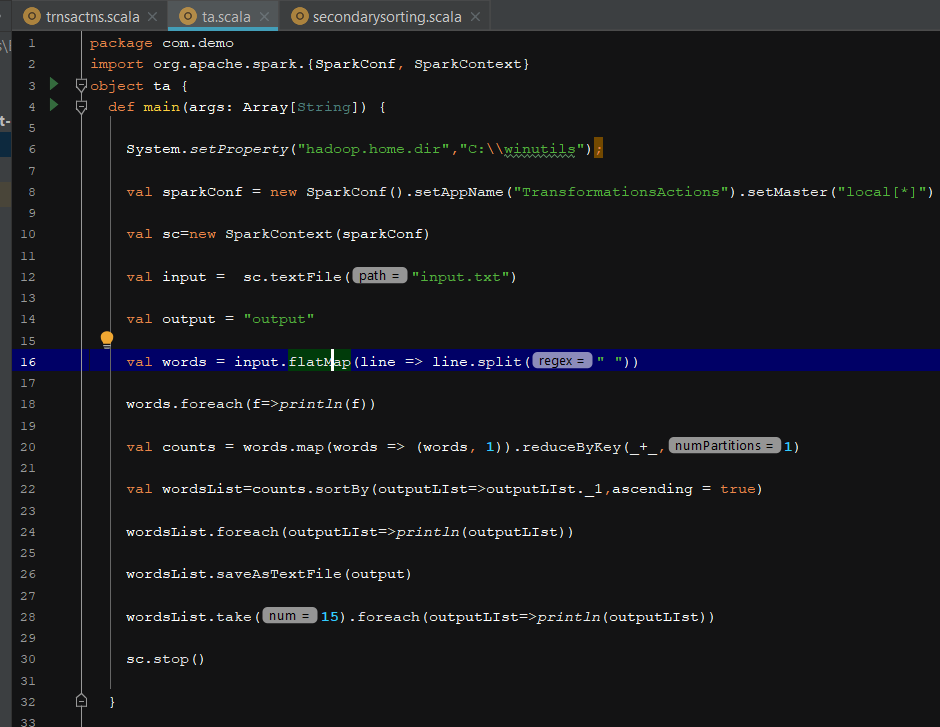 trnsactns.scala ta.scala secondarysorting.scala
1 package com.demo
2 import org.apache.spark.{SparkConf, SparkContext}
3 object ta {
t-
4 def main(args: Array[String]) {
5
6 System.setProperty("hadoop.home.dir","C:\\winutils");
7
8 val sparkConf = new SparkConf().setAppName("TransformationsActions").setMaster("local[*]")
9
10 val sc=new SparkContext(sparkConf)
11
12 val input = sc.textFile( path = "input.txt")
13
14 val output = "output"
15
16 val words = input.flatMap(line => line.split( regex = " "))
17
18 words.foreach(f=>println(f))
19
20 val counts = words.map(words => (words, 1)).reduceByKey(_+_, numPartitions = 1)
21
22 val wordsList=counts.sortBy(outputLIst=>outputLIst._1,ascending = true)
23
24 wordsList.foreach(outputLIst=>println(outputLIst))
25
26 wordsList.saveAsTextFile(output)
27
28 wordsList.take( num = 15).foreach(outputLIst=>println(outputLIst))
29
30 sc.stop()
31
32 }
33